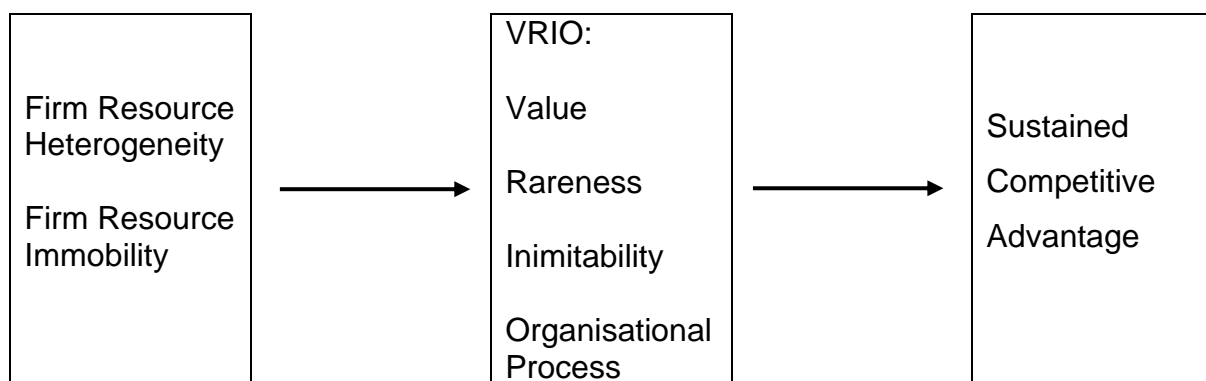 Firm Resource
Heterogeneity
Firm Resource
Immobility
VRIO:
Value
Rareness
Inimitability
Organisational
Process
Sustained
Competitive
Advantage